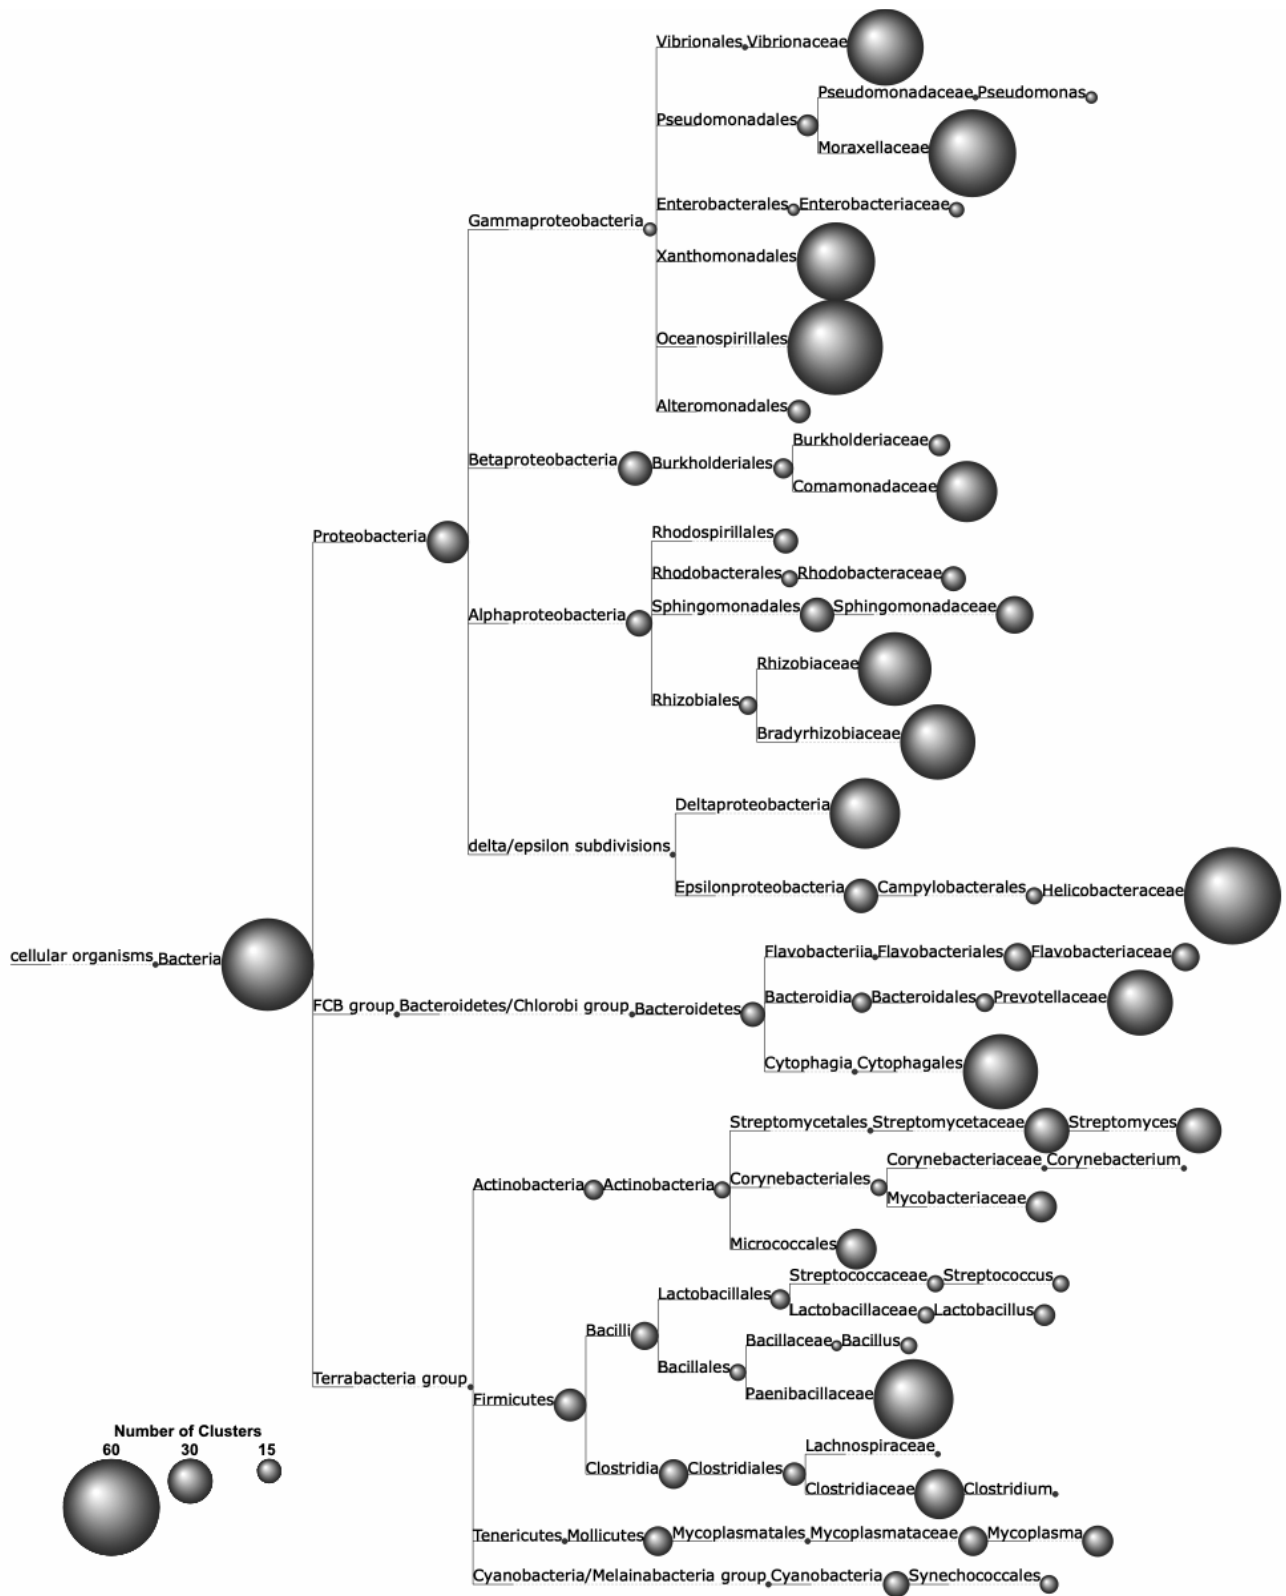 Vibrionales Vibrionaceae
Pseudomonadaceae Pseudomonas
Pseudomonadales
Moraxellaceae
Enterobacterales Enterobacteriaceae
Gammaproteobacteria
Xanthomonadales
Oceanospirillales
Alteromonadales
Burkholderiaceae
Betaproteobacteria Burkholderiales
Comamonadaceae
Proteobacteria
Rhodospirillales
Rhodobacterales Rhodobacteraceae
Alphaproteobacteria Sphingomonadales Sphingomonadaceae
Rhizobiaceae
Rhizobiales
Bradyrhizobiaceae
Deltaproteobacteria
delta/epsilon subdivisions
Epsilonproteobacteria Campylobacterales Helicobacteraceae
cellular organisms Bacteria
Flavobacteriia Flavobacteriales Flavobacteriaceae
Bacteroidia Bacteroidales Prevotellaceae
FCB group Bacteroidetes/Chlorobi group Bacteroidetes
Cytophagia Cytophagales
Streptomycetales Streptomycetaceae Streptomyces
Corynebacteriaceae Corynebacterium
Actinobacteria Actinobacteria Corynebacteriales
Mycobacteriaceae
Micrococcales
Streptococcaceae Streptococcus
Lactobacillales
Lactobacillaceae Lactobacillus
Bacilli
Bacillaceae Bacillus
Bacillales
Terrabacteria group
Paenibacillaceae
Firmicutes
Lachnospiraceae
Clostridia Clostridiales
Clostridiaceae Clostridium
Tenericutes Mollicutes Mycoplasmatales Mycoplasmataceae Mycoplasma
Cyanobacteria/Melainabacteria group Cyanobacteria Synechococcales
Number of Clusters
60 30 15